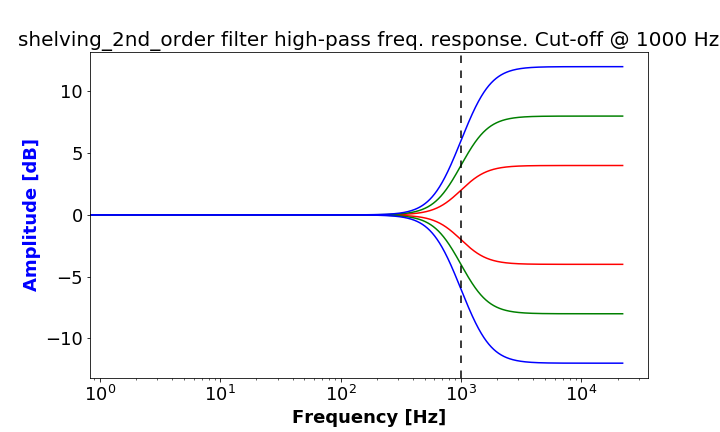 shelving_2nd_order filter high-pass freq. response. Cut-off @ 1000 Hz
10
5
0
−5
−10
Amplitude [dB]
10⁰ 10¹ 10² 10³ 10⁴
Frequency [Hz]